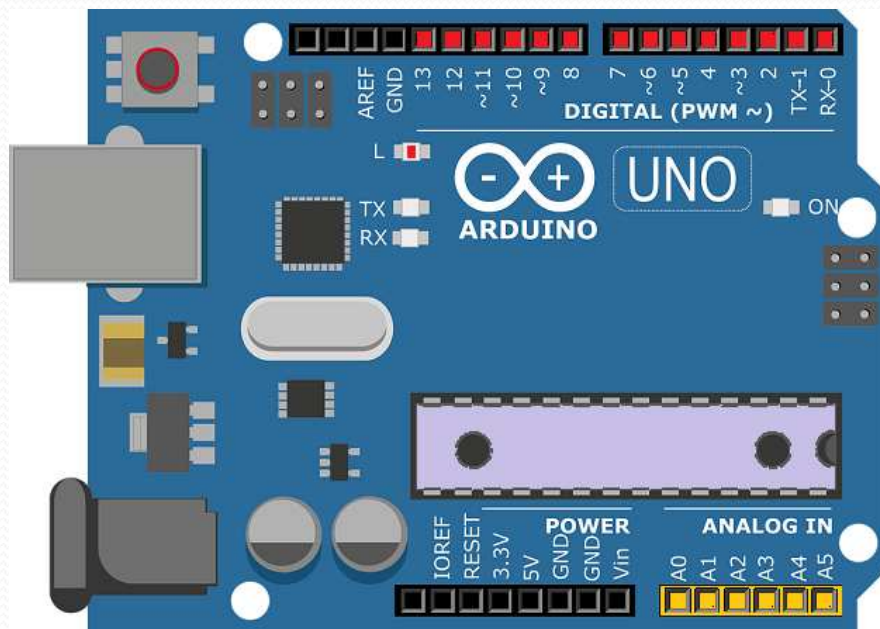 AREF
GND
13
12
~11
~10
~9
8
7
~6
~5
4
~3
2
TX-1
RX-0
DIGITAL (PWM ~)
L
TX
RX
- +
ARDUINO
UNO
ON
POWER
ANALOG IN
IOREF
RESET
3.3V
5V
GND
GND
Vin
A0
A1
A2
A3
A4
A5